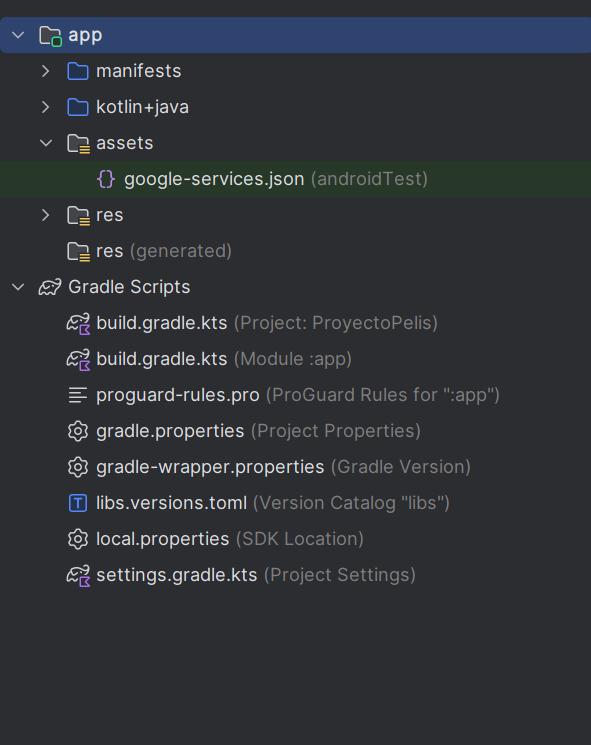 app
manifests
kotlin+java
assets
google-services.json (androidTest)
res
res (generated)
Gradle Scripts
build.gradle.kts (Project: ProyectoPelis)
build.gradle.kts (Module :app)
proguard-rules.pro (ProGuard Rules for ":app")
gradle.properties (Project Properties)
gradle-wrapper.properties (Gradle Version)
libs.versions.toml (Version Catalog "libs")
local.properties (SDK Location)
settings.gradle.kts (Project Settings)